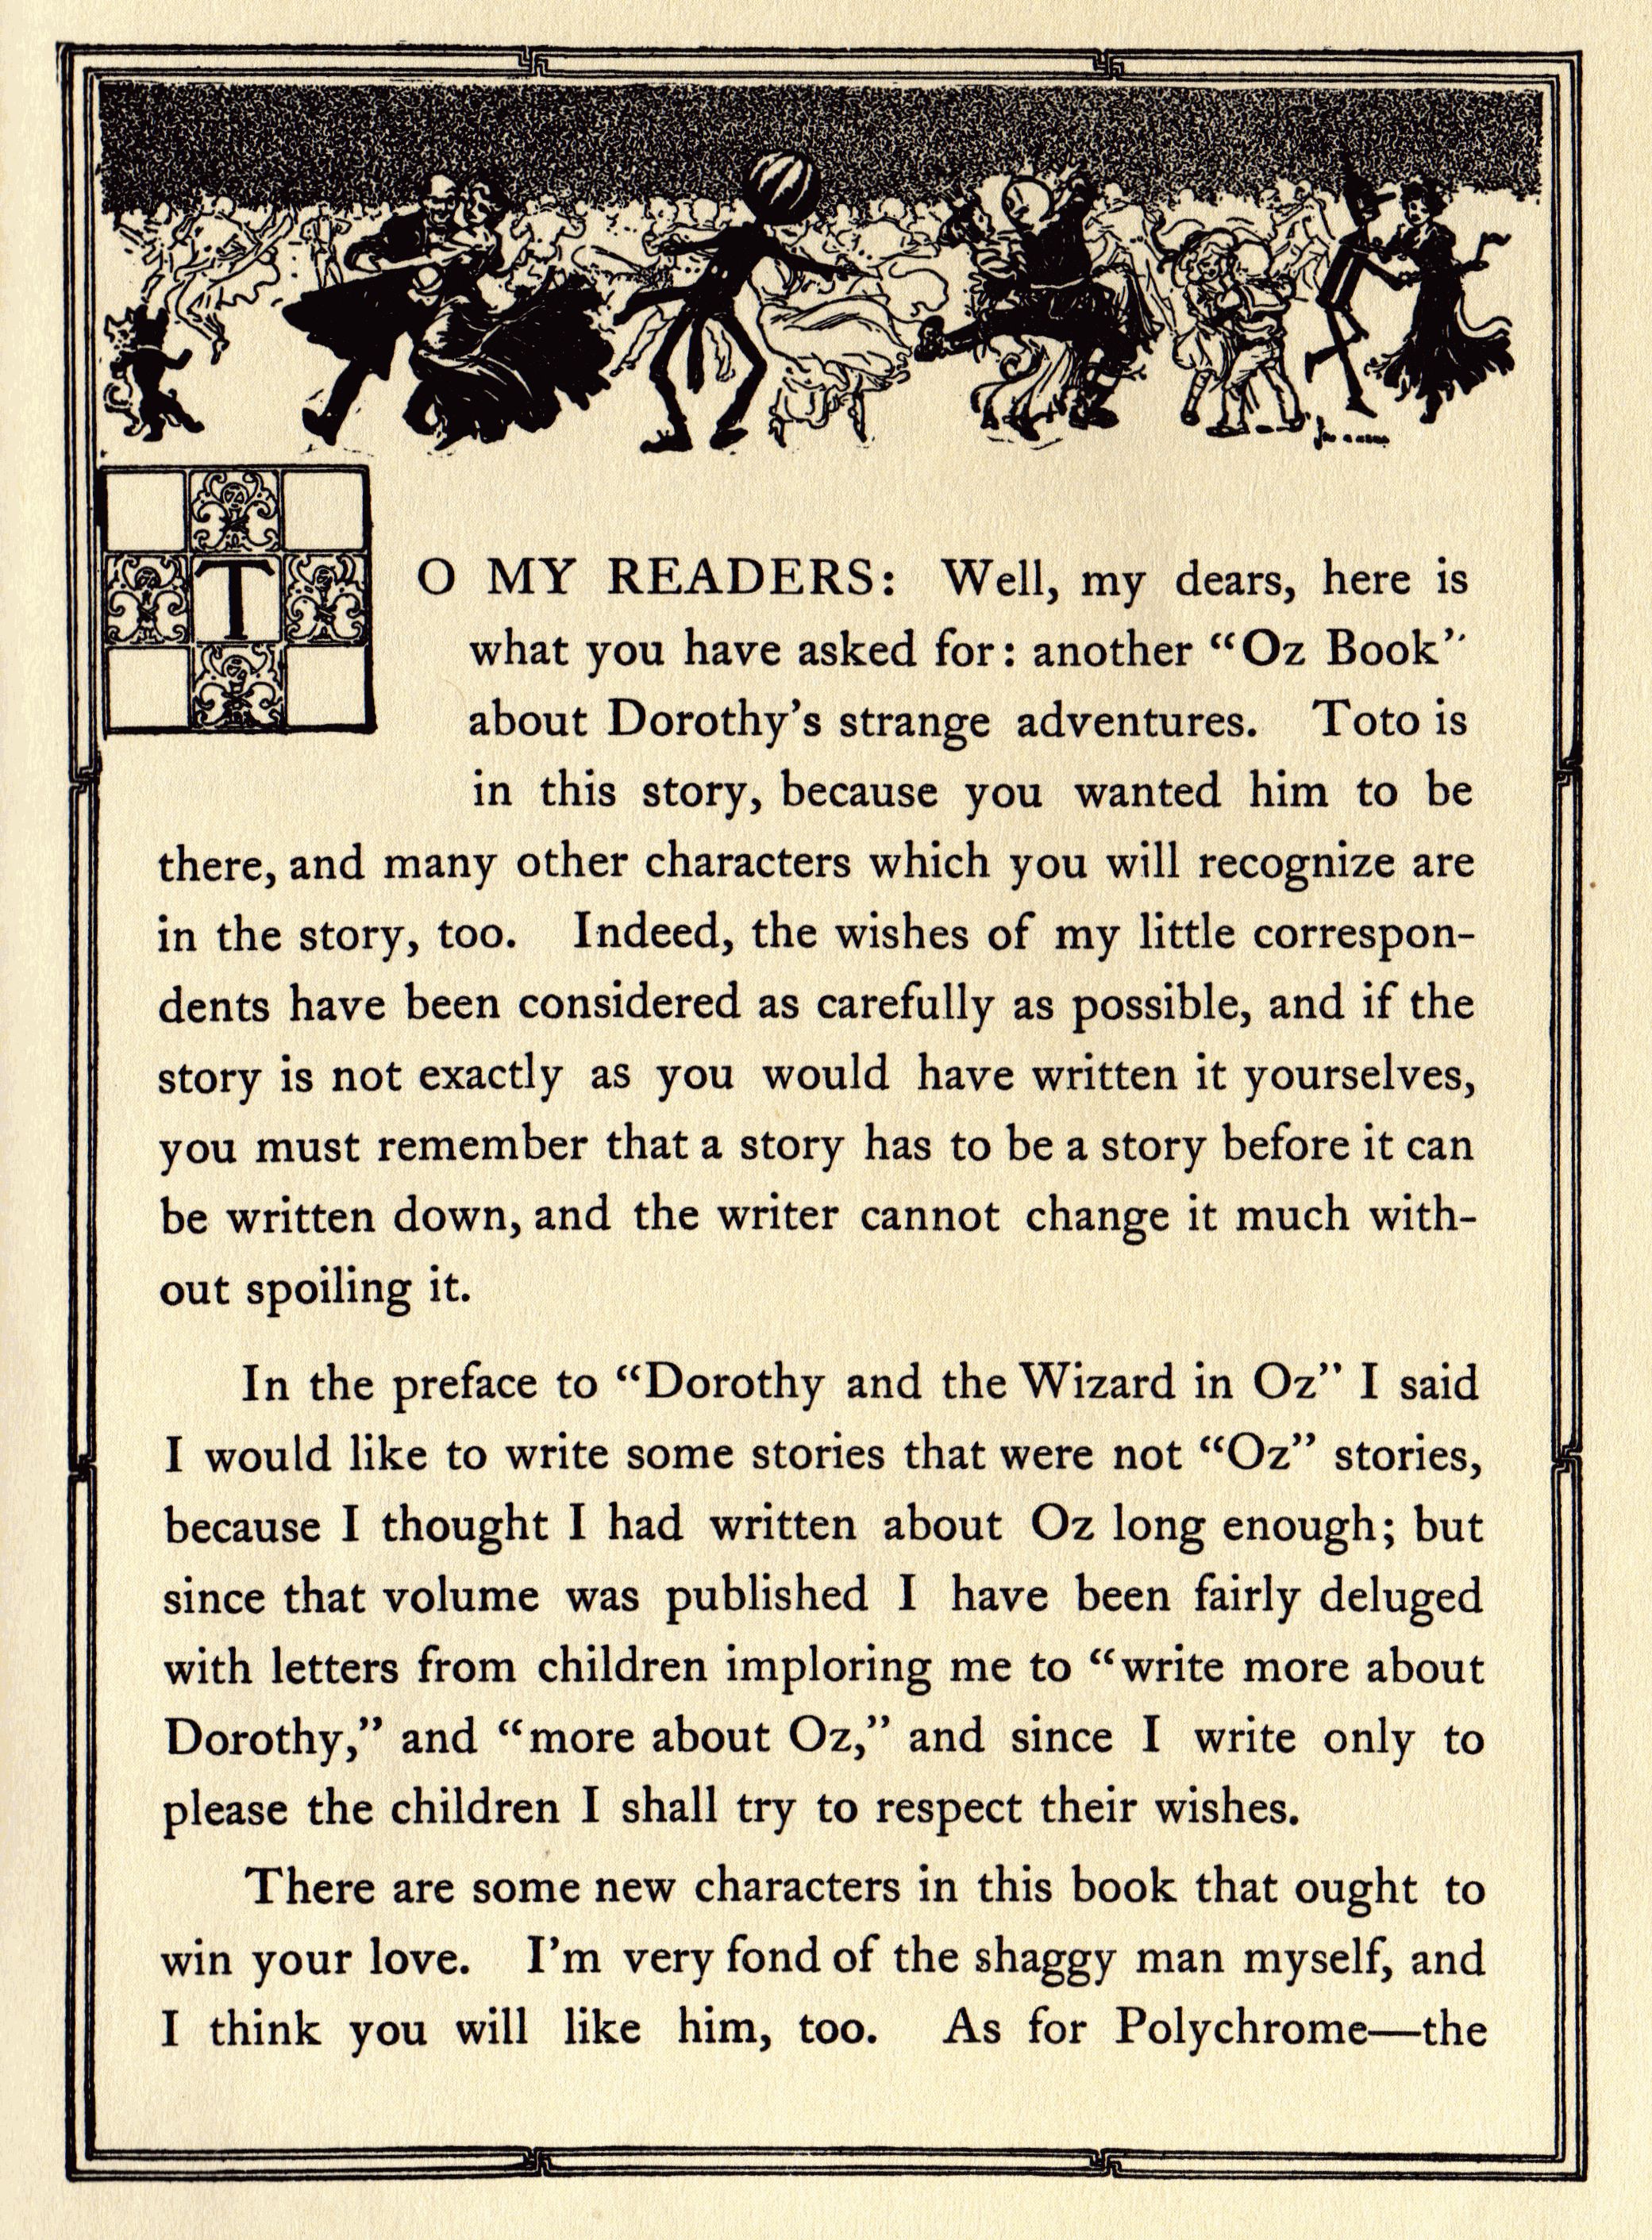 TO MY READERS: Well, my dears, here is
what you have asked for: another “Oz Book”
about Dorothy’s strange adventures. Toto is
in this story, because you wanted him to be
there, and many other characters which you will recognize are
in the story, too. Indeed, the wishes of my little correspon-
dents have been considered as carefully as possible, and if the
story is not exactly as you would have written it yourselves,
you must remember that a story has to be a story before it can
be written down, and the writer cannot change it much with-
out spoiling it.
In the preface to “Dorothy and the Wizard in Oz” I said
I would like to write some stories that were not “Oz” stories,
because I thought I had written about Oz long enough; but
since that volume was published I have been fairly deluged
with letters from children imploring me to “write more about
Dorothy,” and “more about Oz,” and since I write only to
please the children I shall try to respect their wishes.
There are some new characters in this book that ought to
win your love. I’m very fond of the shaggy man myself, and
I think you will like him, too. As for Polychrome—the